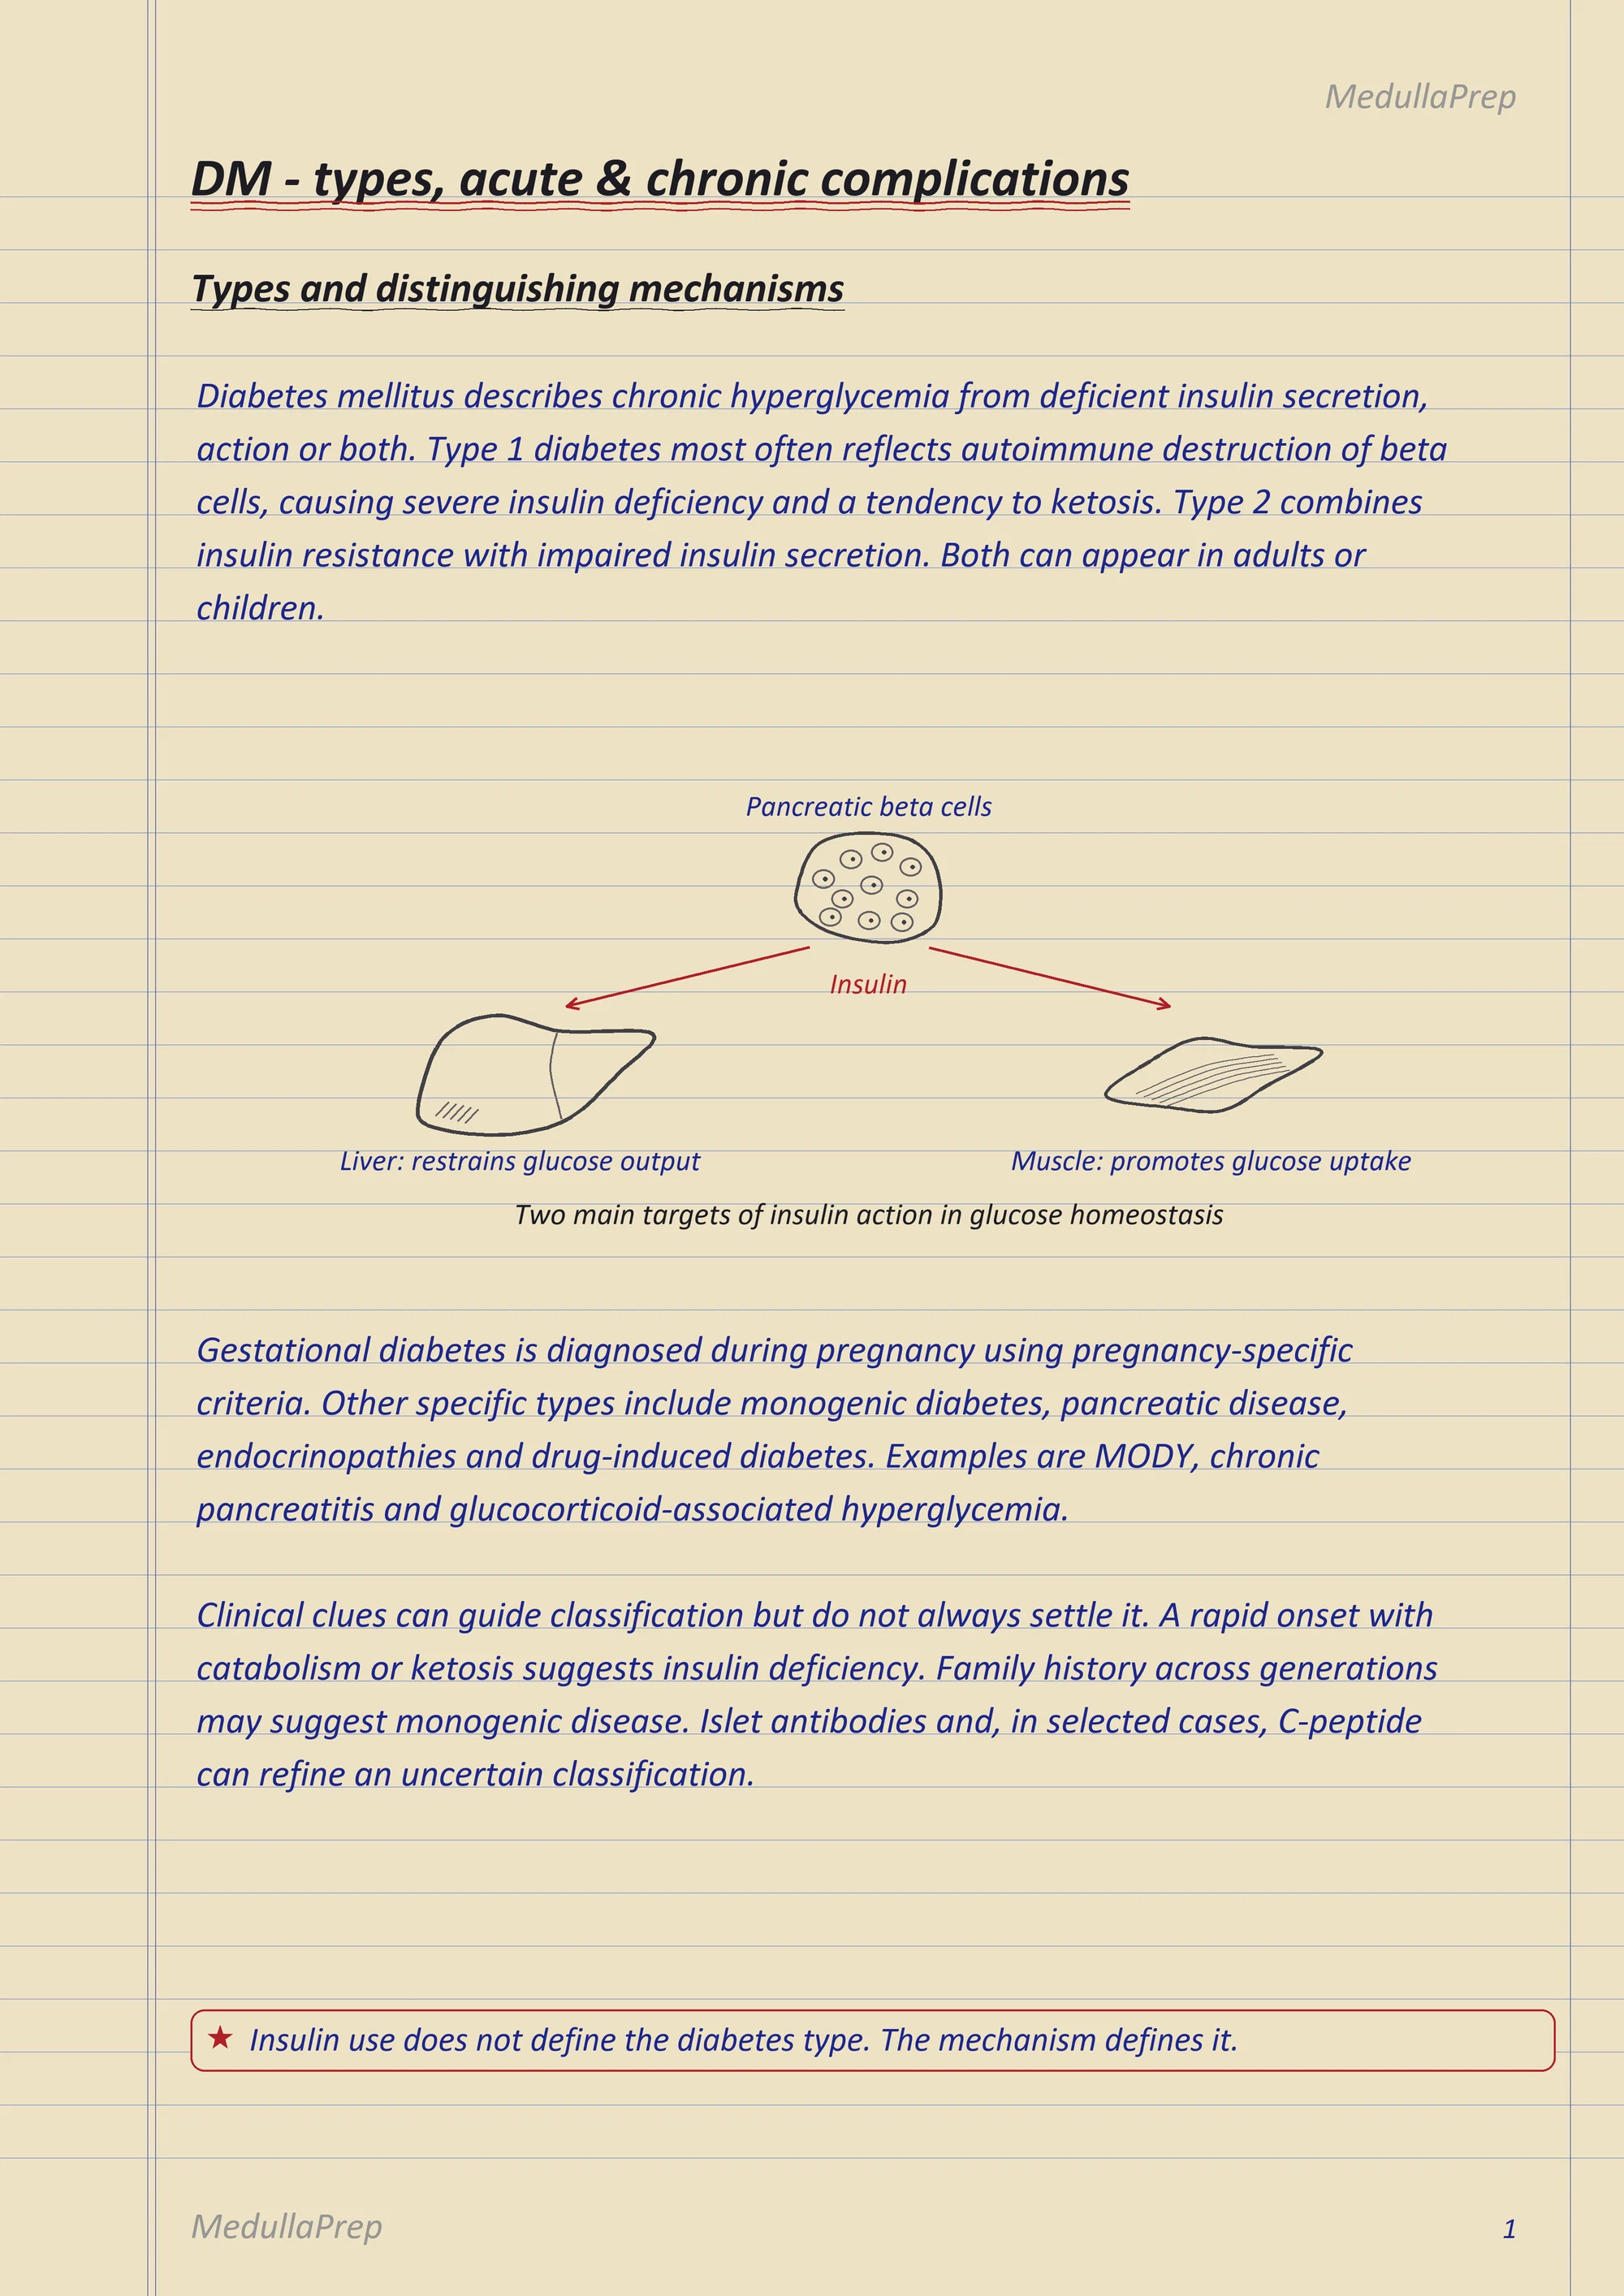 MedullaPrep
DM - types, acute & chronic complications
Types and distinguishing mechanisms
Diabetes mellitus describes chronic hyperglycemia from deficient insulin secretion,
action or both. Type 1 diabetes most often reflects autoimmune destruction of beta
cells, causing severe insulin deficiency and a tendency to ketosis. Type 2 combines
insulin resistance with impaired insulin secretion. Both can appear in adults or
children.
Pancreatic beta cells
Insulin
Liver: restrains glucose output
Muscle: promotes glucose uptake
Two main targets of insulin action in glucose homeostasis
Gestational diabetes is diagnosed during pregnancy using pregnancy-specific
criteria. Other specific types include monogenic diabetes, pancreatic disease,
endocrinopathies and drug-induced diabetes. Examples are MODY, chronic
pancreatitis and glucocorticoid-associated hyperglycemia.
Clinical clues can guide classification but do not always settle it. A rapid onset with
catabolism or ketosis suggests insulin deficiency. Family history across generations
may suggest monogenic disease. Islet antibodies and, in selected cases, C-peptide
can refine an uncertain classification.
★ Insulin use does not define the diabetes type. The mechanism defines it.
MedullaPrep
1